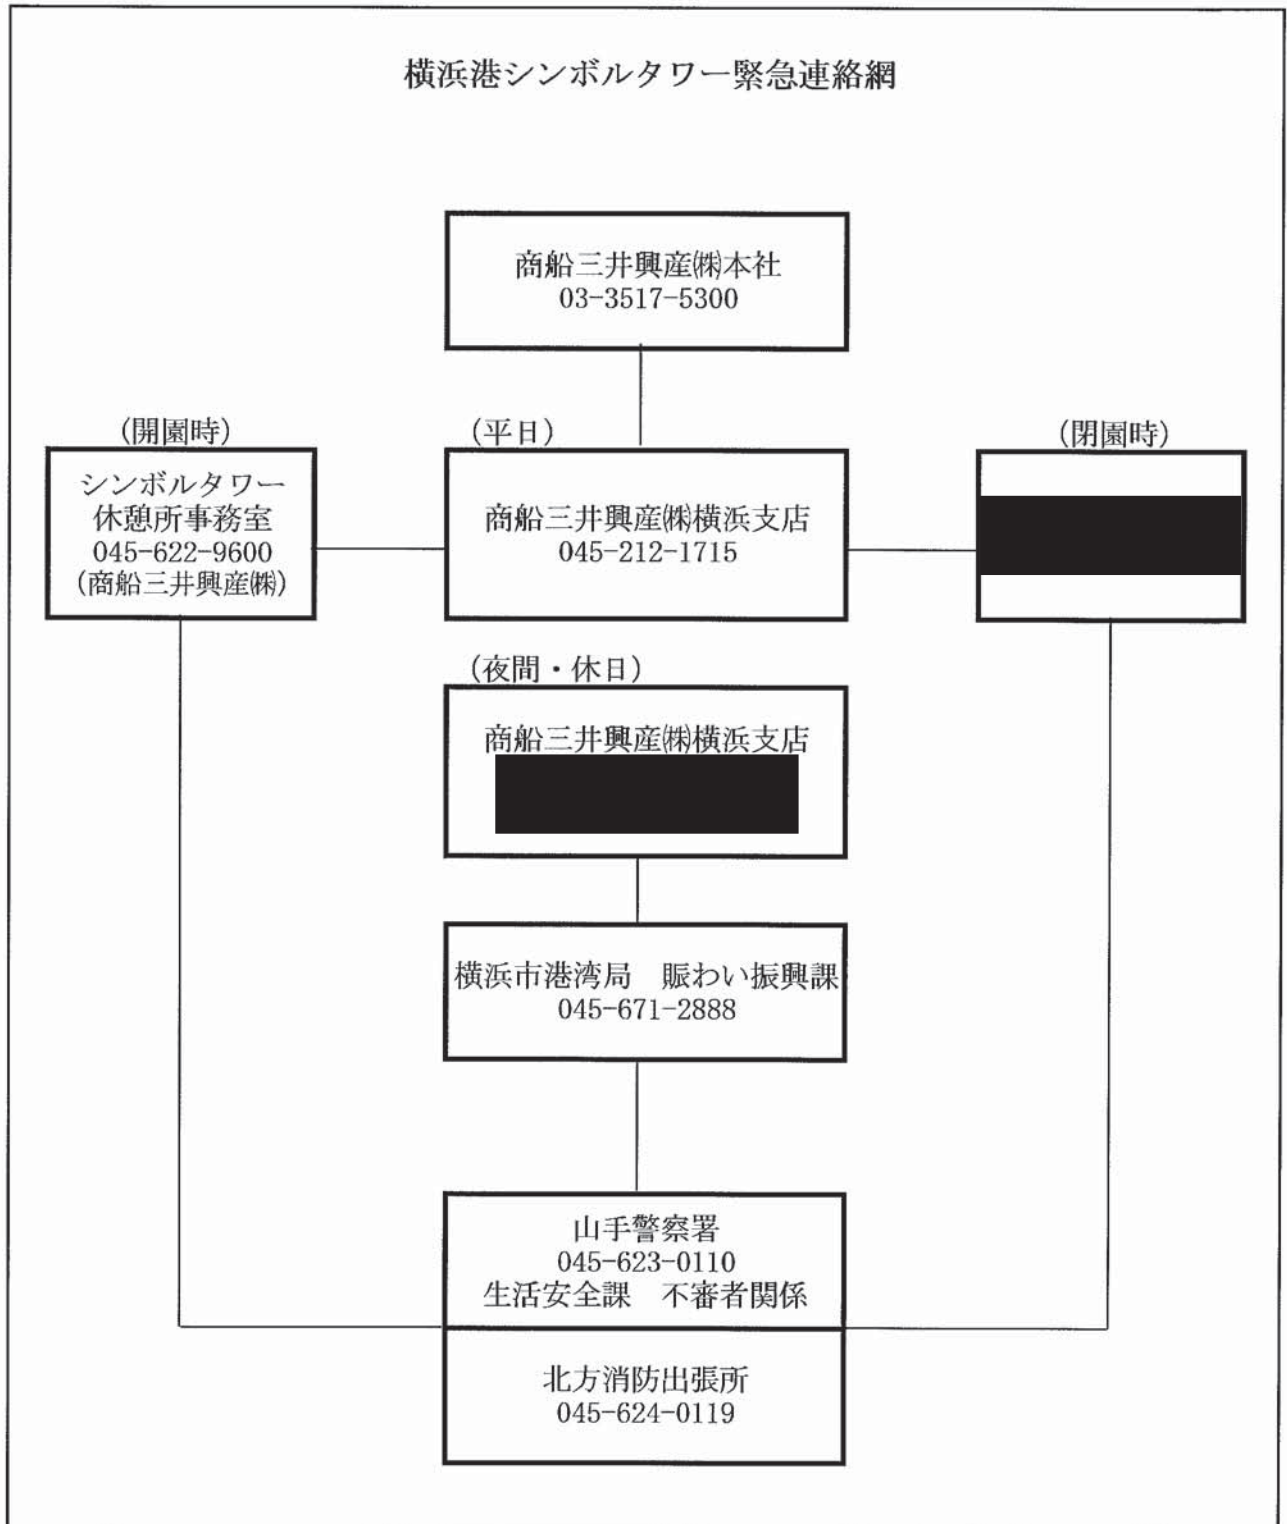 横浜港シンボルタワー緊急連絡網
商船三井興産㈱本社
03-3517-5300
(開園時)
シンボルタワー
休憩所事務室
045-622-9600
(商船三井興産㈱)
(平日)
商船三井興産㈱横浜支店
045-212-1715
(閉園時)
(夜間・休日)
商船三井興産㈱横浜支店
横浜市港湾局　賑わい振興課
045-671-2888
山手警察署
045-623-0110
生活安全課　不審者関係
北方消防出張所
045-624-0119